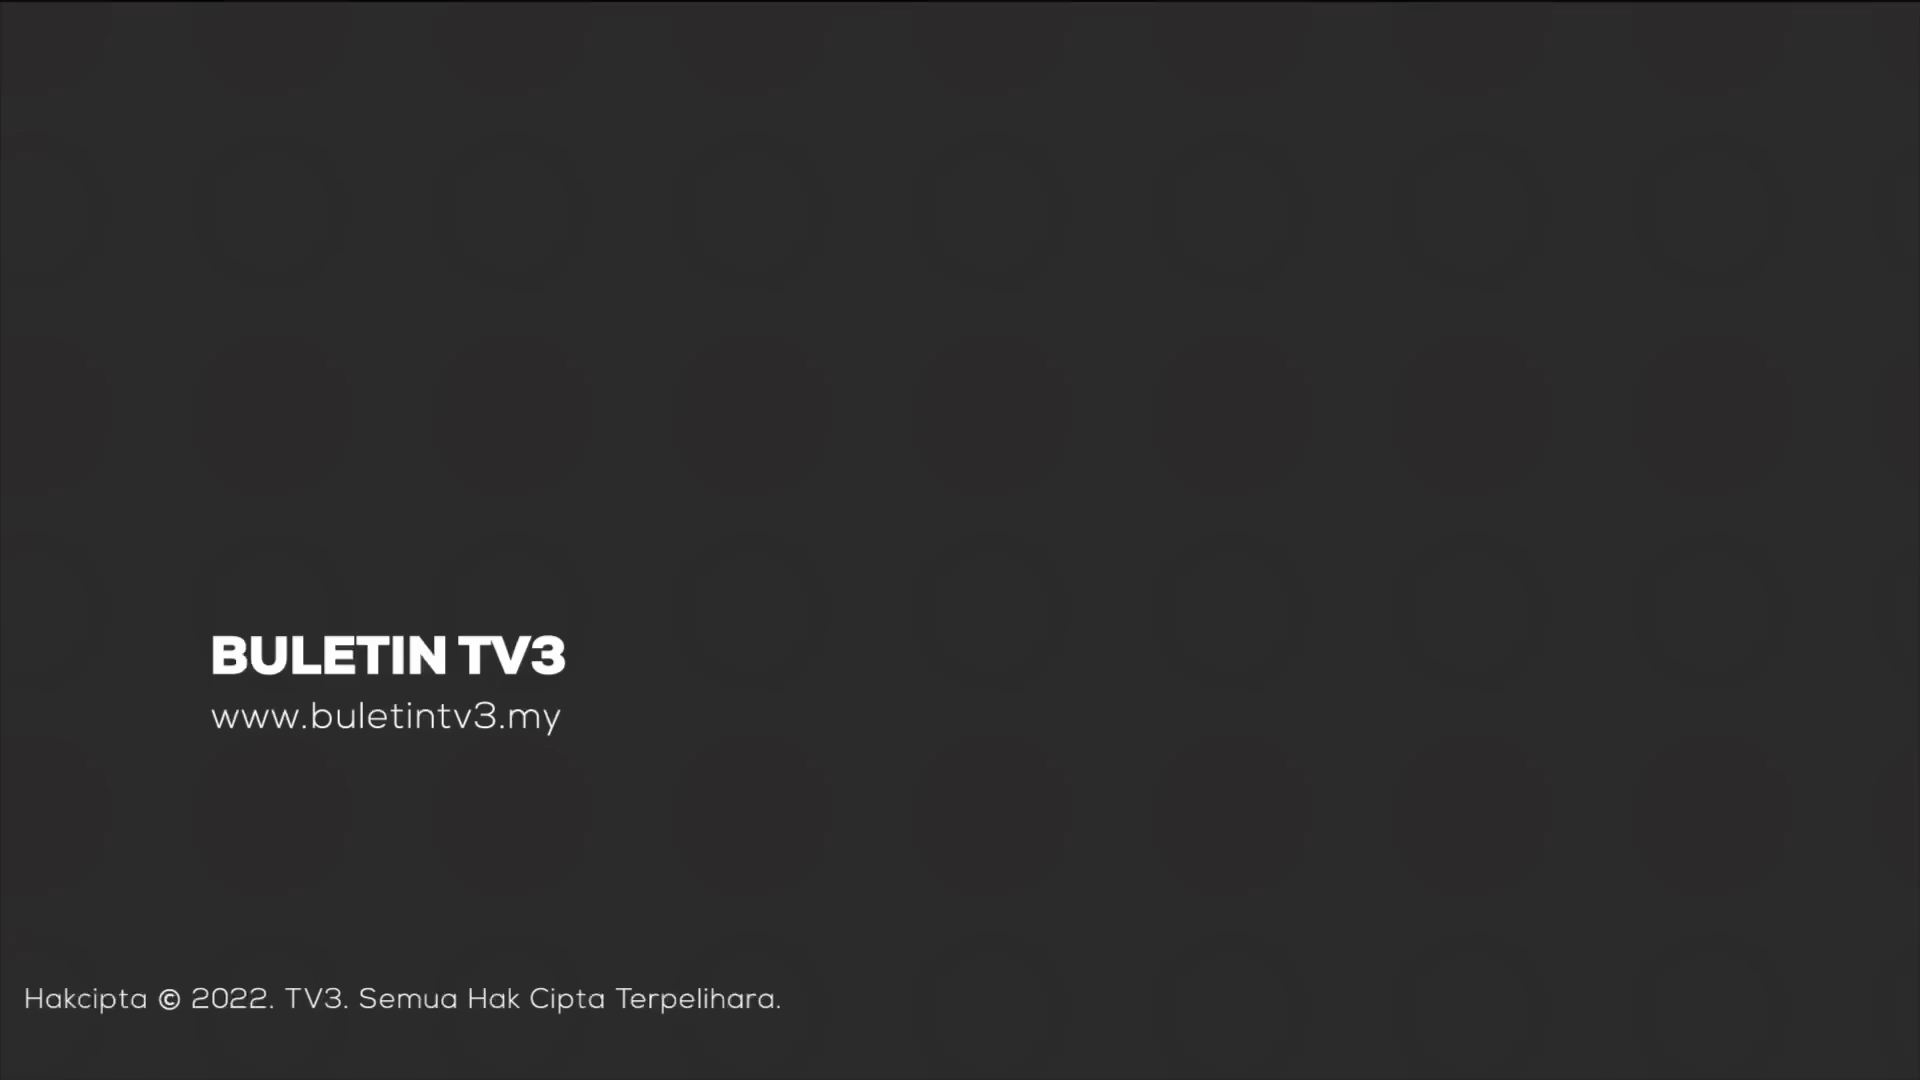 BULETIN TV3
www.buletintv3.my
Hakcipta © 2022. TV3. Semua Hak Cipta Terpelihara.